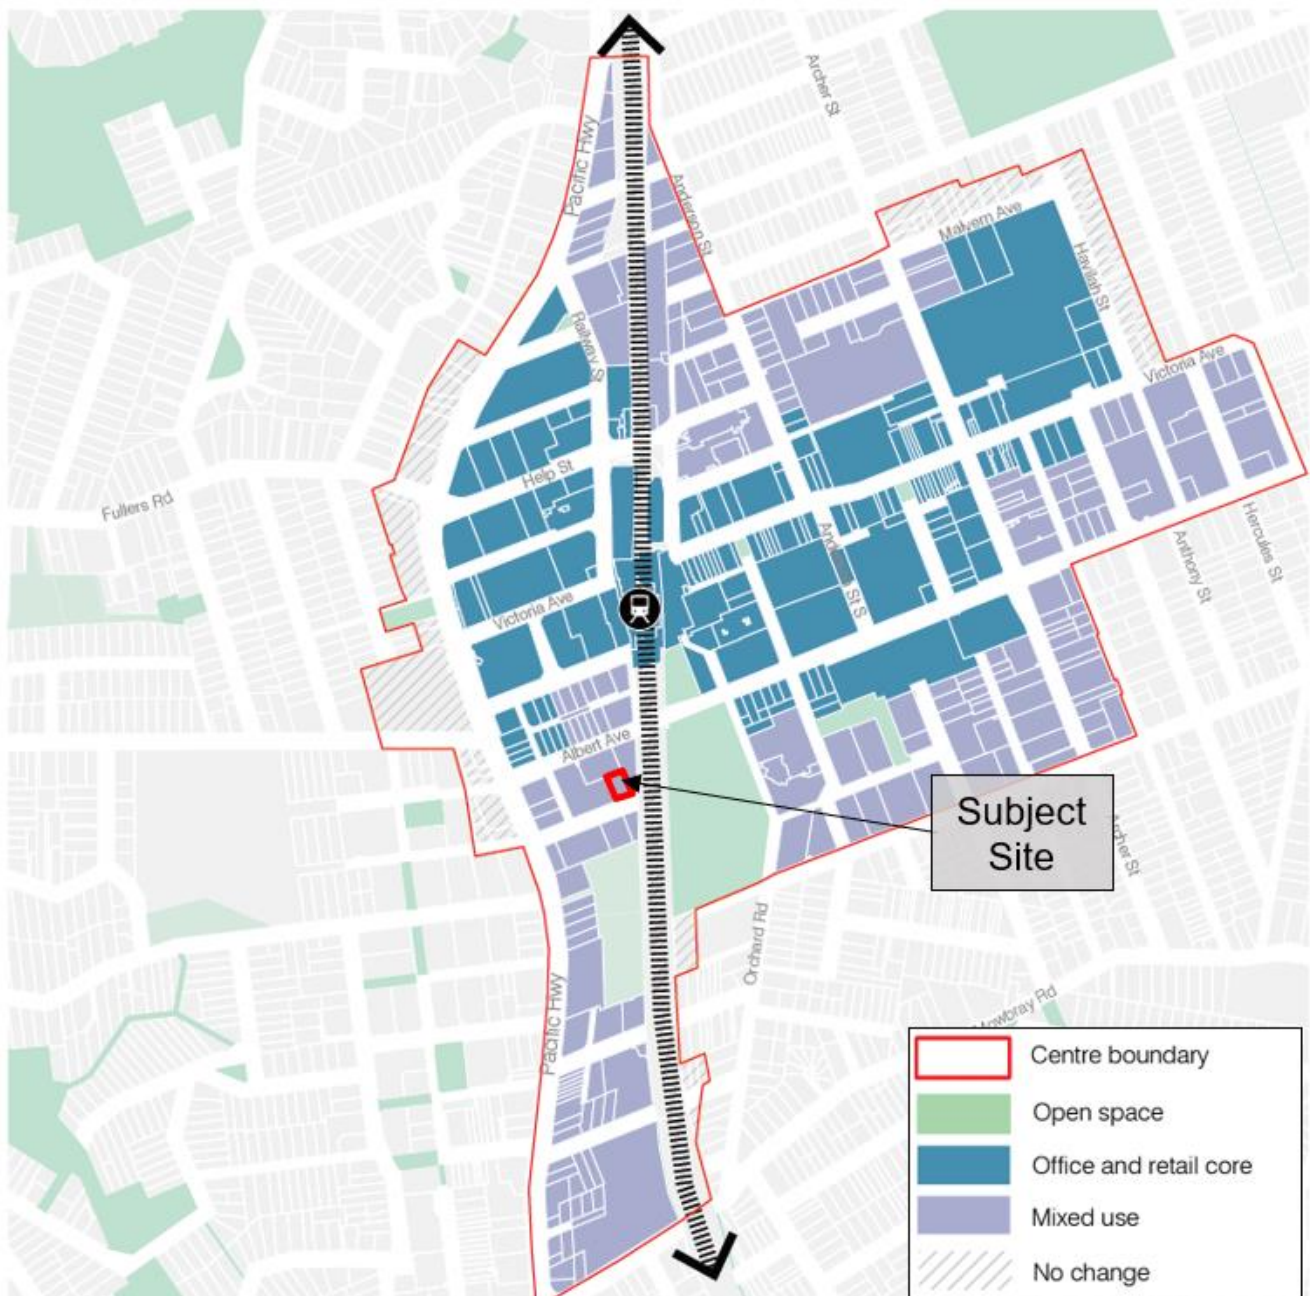 Archer St
Pacific Hwy
Anderson St
Malvern Ave
Havilah St
Railway St
Victoria Ave
Help St
Fullers Rd
Hercules St
Anthony St
Victoria Ave
Albert Ave
Subject
Site
Archer St
Orchard Rd
Pacific Hwy
Mowbray Rd
Centre boundary
Open space
Office and retail core
Mixed use
No change